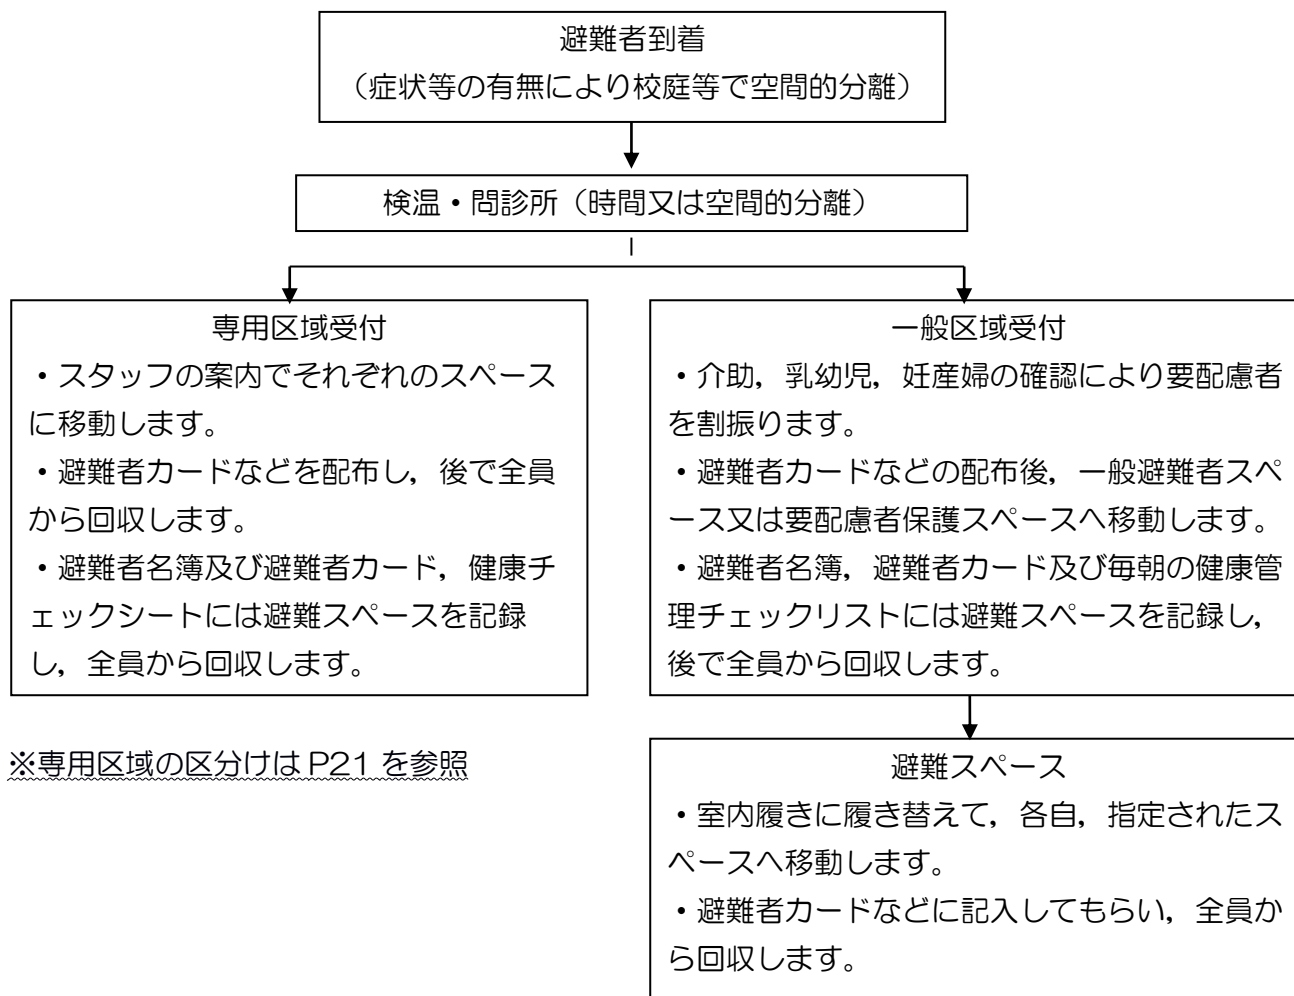 避難者到着
（症状等の有無により校庭等で空間的分離）
検温・問診所（時間又は空間的分離）
専用区域受付
・スタッフの案内でそれぞれのスペース
に移動します。
・避難者カードなどを配布し，後で全員
から回収します。
・避難者名簿及び避難者カード，健康チ
ェックシートには避難スペースを記録
し，全員から回収します。
※専用区域の区分けは P21 を参照
一般区域受付
・介助，乳幼児，妊産婦の確認により要配慮者
を割振ります。
・避難者カードなどの配布後，一般避難者スペ
ース又は要配慮者保護スペースへ移動します。
・避難者名簿，避難者カード及び毎朝の健康管
理チェックリストには避難スペースを記録し，
後で全員から回収します。
避難スペース
・室内履きに履き替えて，各自，指定されたス
ペースへ移動します。
・避難者カードなどに記入してもらい，全員か
ら回収します。